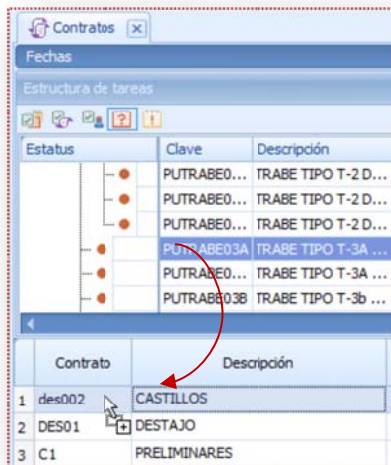 Contratos
Fechas
Estructura de tareas
Estatus Clave Descripción
PUTRABE0... TRABE TIPO T-2 D...
PUTRABE0... TRABE TIPO T-2 D...
PUTRABE0... TRABE TIPO T-2 D...
PUTRABE03A TRABE TIPO T-3A ...
PUTRABE0... TRABE TIPO T-3A ...
PUTRABE03B TRABE TIPO T-3b ...
Contrato Descripción
1 des002 CASTILLOS
2 DES01 DESTAJO
3 C1 PRELIMINARES